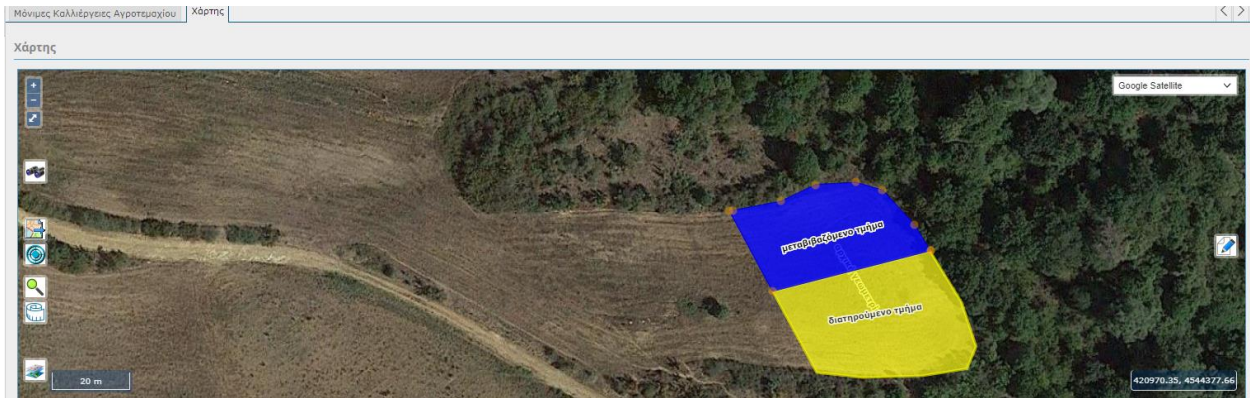 Μόνιμες Καλλιέργειες Αγροτεμαχίου
Χάρτης
Χάρτης
Google Satellite
μεταβιβαζόμενο τμήμα
διατηρούμενο τμήμα
20 m
420970.35, 4544377.66